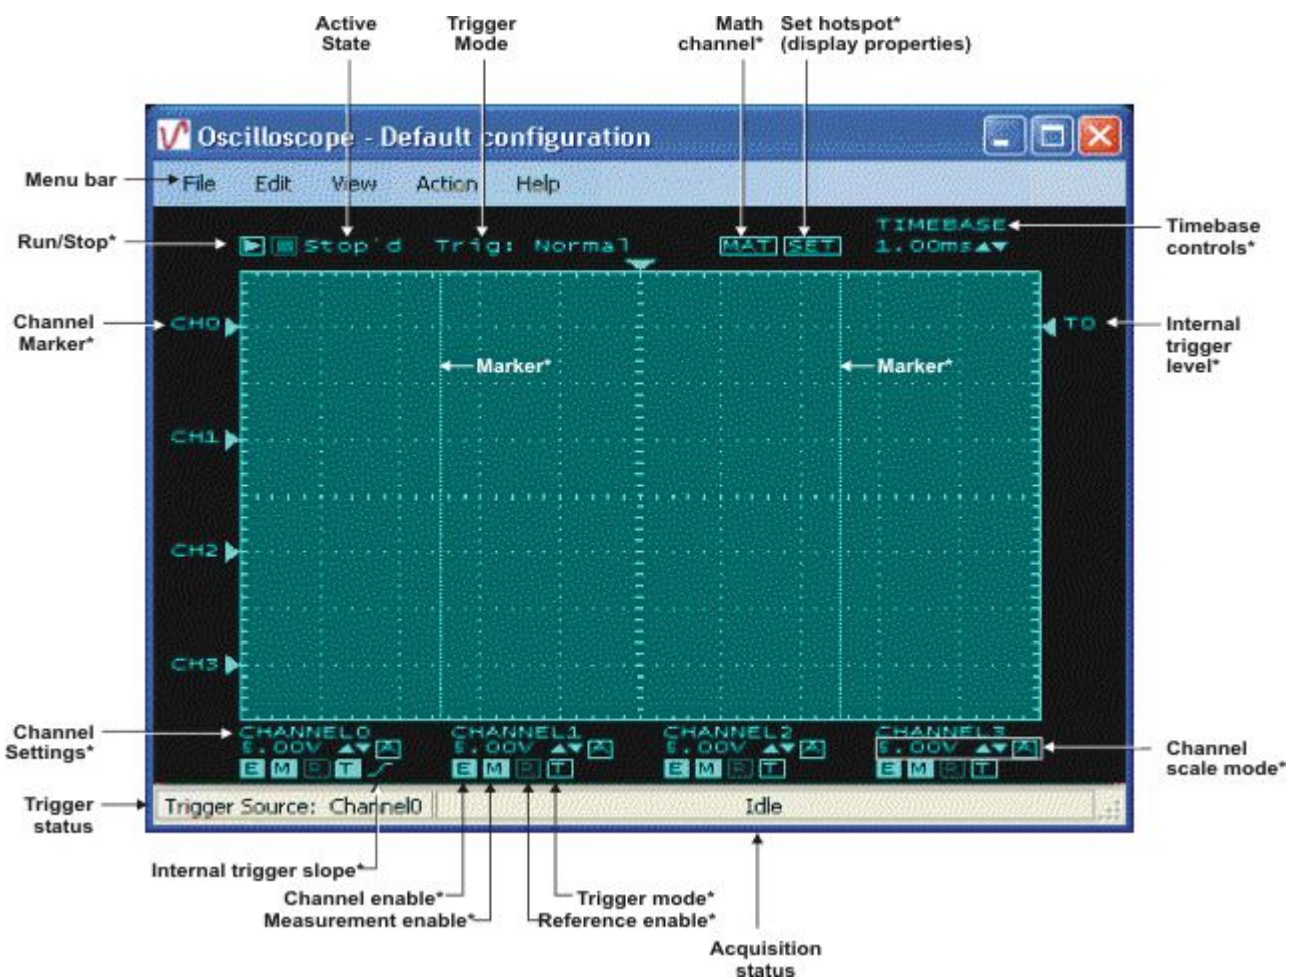 Active State
Trigger Mode
Math channel*
Set hotspot* (display properties)
Oscilloscope - Default configuration
Menu bar
File Edit View Action Help
Run/Stop*
Stop'd Trig: Normal
MAT SET
TIMEBASE
1.00ms
Timebase controls*
Channel Marker*
CH0
T0
Internal trigger level*
Marker*
Marker*
CH1
CH2
CH3
Channel Settings*
CHANNEL0 CHANNEL1 CHANNEL2 CHANNEL3
5.00V A 5.00V A 5.00V A 5.00V A
E M R T E M R T E M R T E M R T
Channel scale mode*
Trigger status
Trigger Source: Channel0 Idle
Internal trigger slope*
Channel enable*
Trigger mode*
Measurement enable*
Reference enable*
Acquisition status